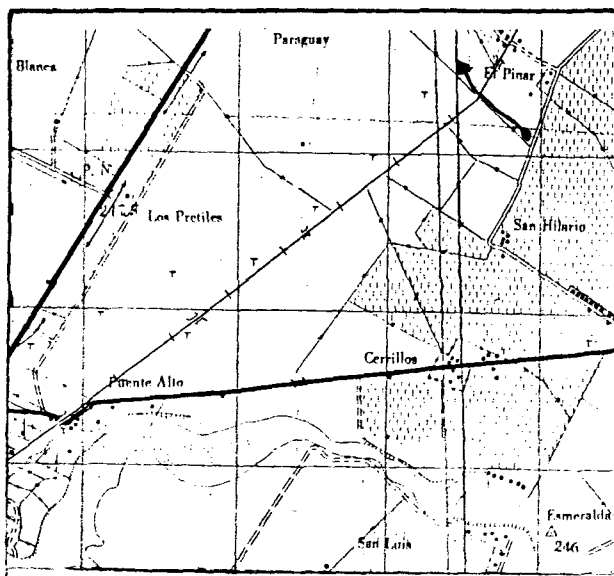 Paraguay
Blanca
El Pinar
P. N.
Los Pretiles
San Hilario
Cerrillos
Puente Alto
Esmeralda
246
San Luis